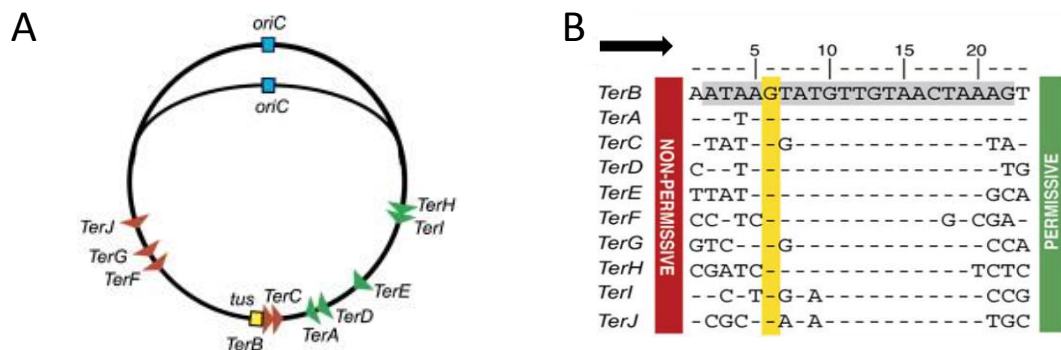 A
oriC
oriC
TerH
TerI
TerJ
TerG
TerF
TerE
tus
TerC
TerD
TerB
TerA
B
5 10 15 20
NON-PERMISSIVE
TerB AATAAGTATGTTGTAACTAAAGT
TerA ---T-------------------
TerC -TAT--G-------------TA-
TerD C--T-----------------TG
TerE TTAT----------------GCA
TerF CC-TC------------G-CGA-
TerG GTC---G-------------CCA
TerH CGATC--------------TCTC
TerI --C-T-G-A-----------CCG
TerJ -CGC--A-A-----------TGC
PERMISSIVE